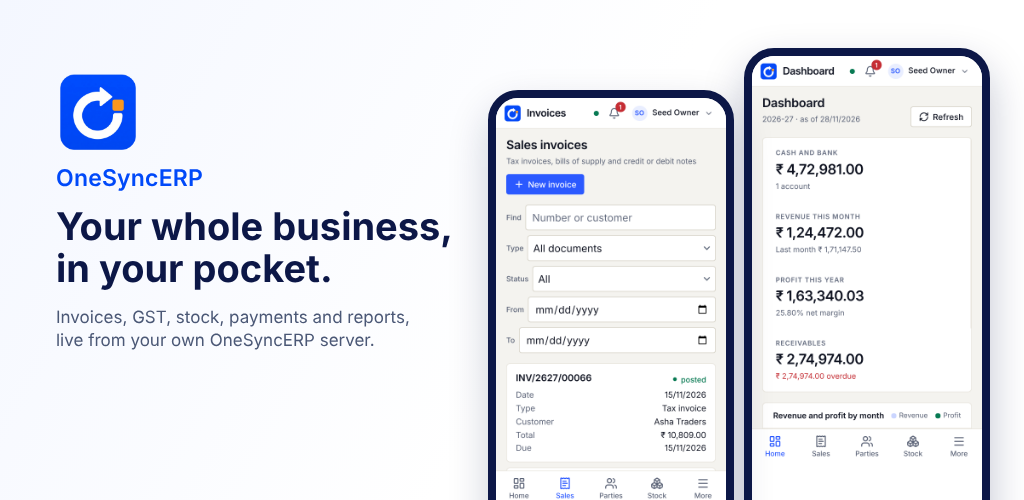 OneSyncERP
Your whole business,
in your pocket.
Invoices, GST, stock, payments and reports,
live from your own OneSyncERP server.
Invoices
1
SO
Seed Owner
Sales invoices
Tax invoices, bills of supply and credit or debit notes
+ New invoice
Find
Number or customer
Type
All documents
Status
All
From
mm/dd/yyyy
To
mm/dd/yyyy
INV/2627/00066
posted
Date
15/11/2026
Type
Tax invoice
Customer
Asha Traders
Total
₹ 10,809.00
Due
15/11/2026
Home
Sales
Parties
Stock
More
Dashboard
1
SO
Seed Owner
Dashboard
2026-27 · as of 28/11/2026
Refresh
CASH AND BANK
₹ 4,72,981.00
1 account
REVENUE THIS MONTH
₹ 1,24,472.00
Last month ₹ 1,71,147.50
PROFIT THIS YEAR
₹ 1,63,340.03
25.80% net margin
RECEIVABLES
₹ 2,74,974.00
₹ 2,74,974.00 overdue
Revenue and profit by month
Revenue
Profit
Home
Sales
Parties
Stock
More